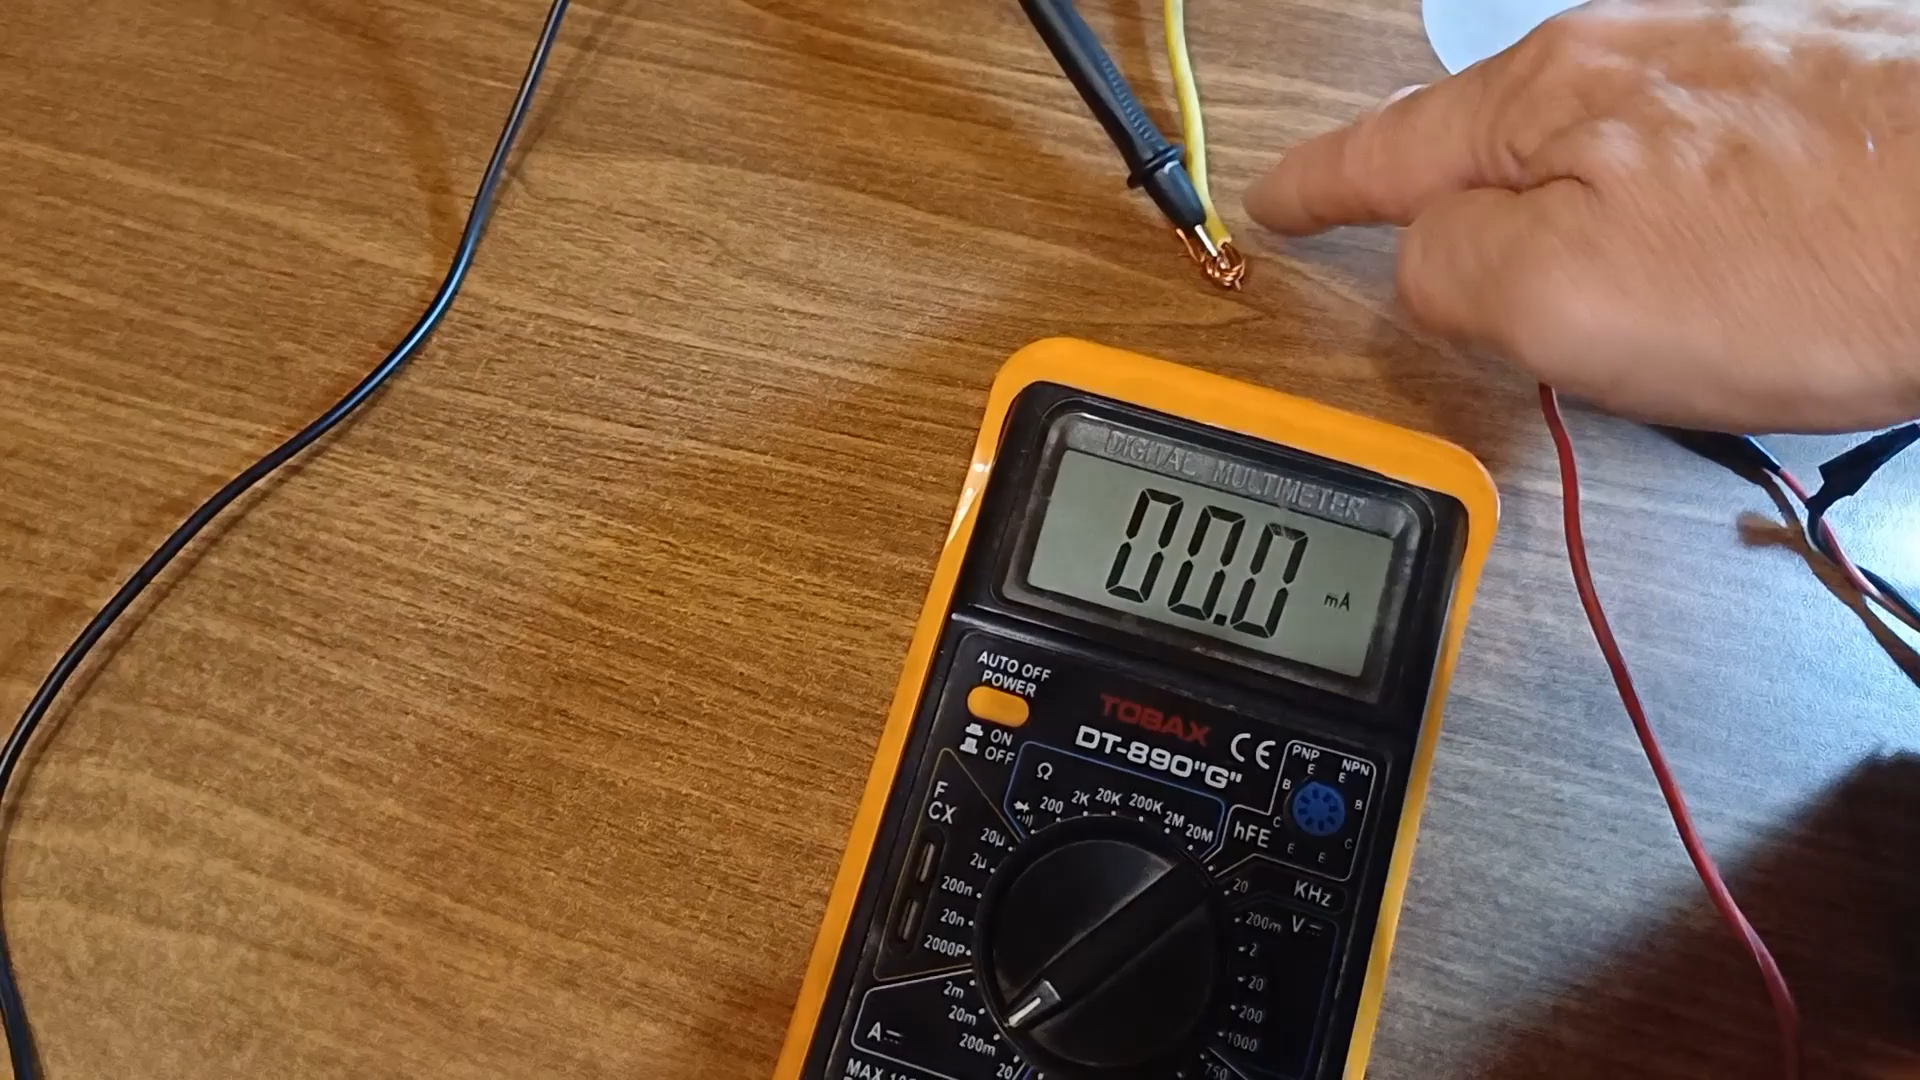 DIGITAL MULTIMETER
00.0 mA
AUTO OFF
POWER
ON
OFF
TOBAX
DT-890"G"
CE
PNP NPN
E E
B B
C C
E E
hFE
Ω
200 2K 20K 200K 2M 20M
F
CX
20µ
2µ
200n
20n
2000P
20 KHz
200m V
2
20
200
1000
750
2m
20m
200m
20/
A
MAX